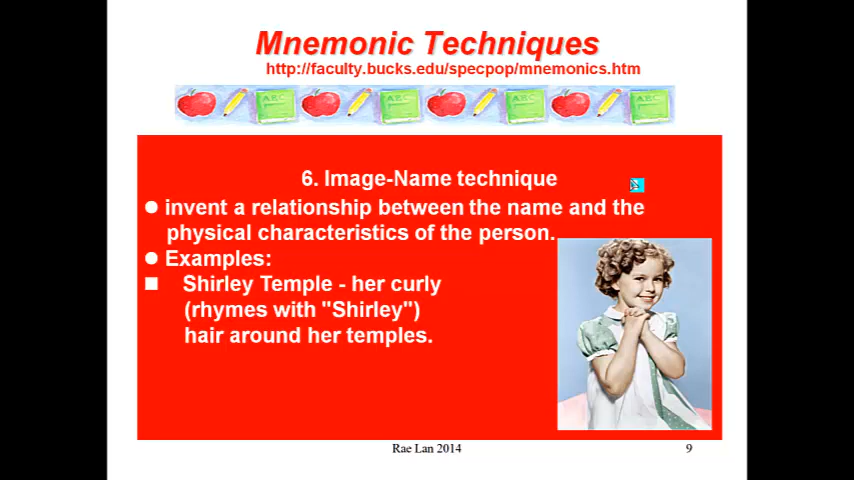 Mnemonic Techniques
http://faculty.bucks.edu/specpop/mnemonics.htm
6. Image-Name technique
● invent a relationship between the name and the
physical characteristics of the person.
● Examples:
■ Shirley Temple - her curly
(rhymes with "Shirley")
hair around her temples.
Rae Lan 2014
9